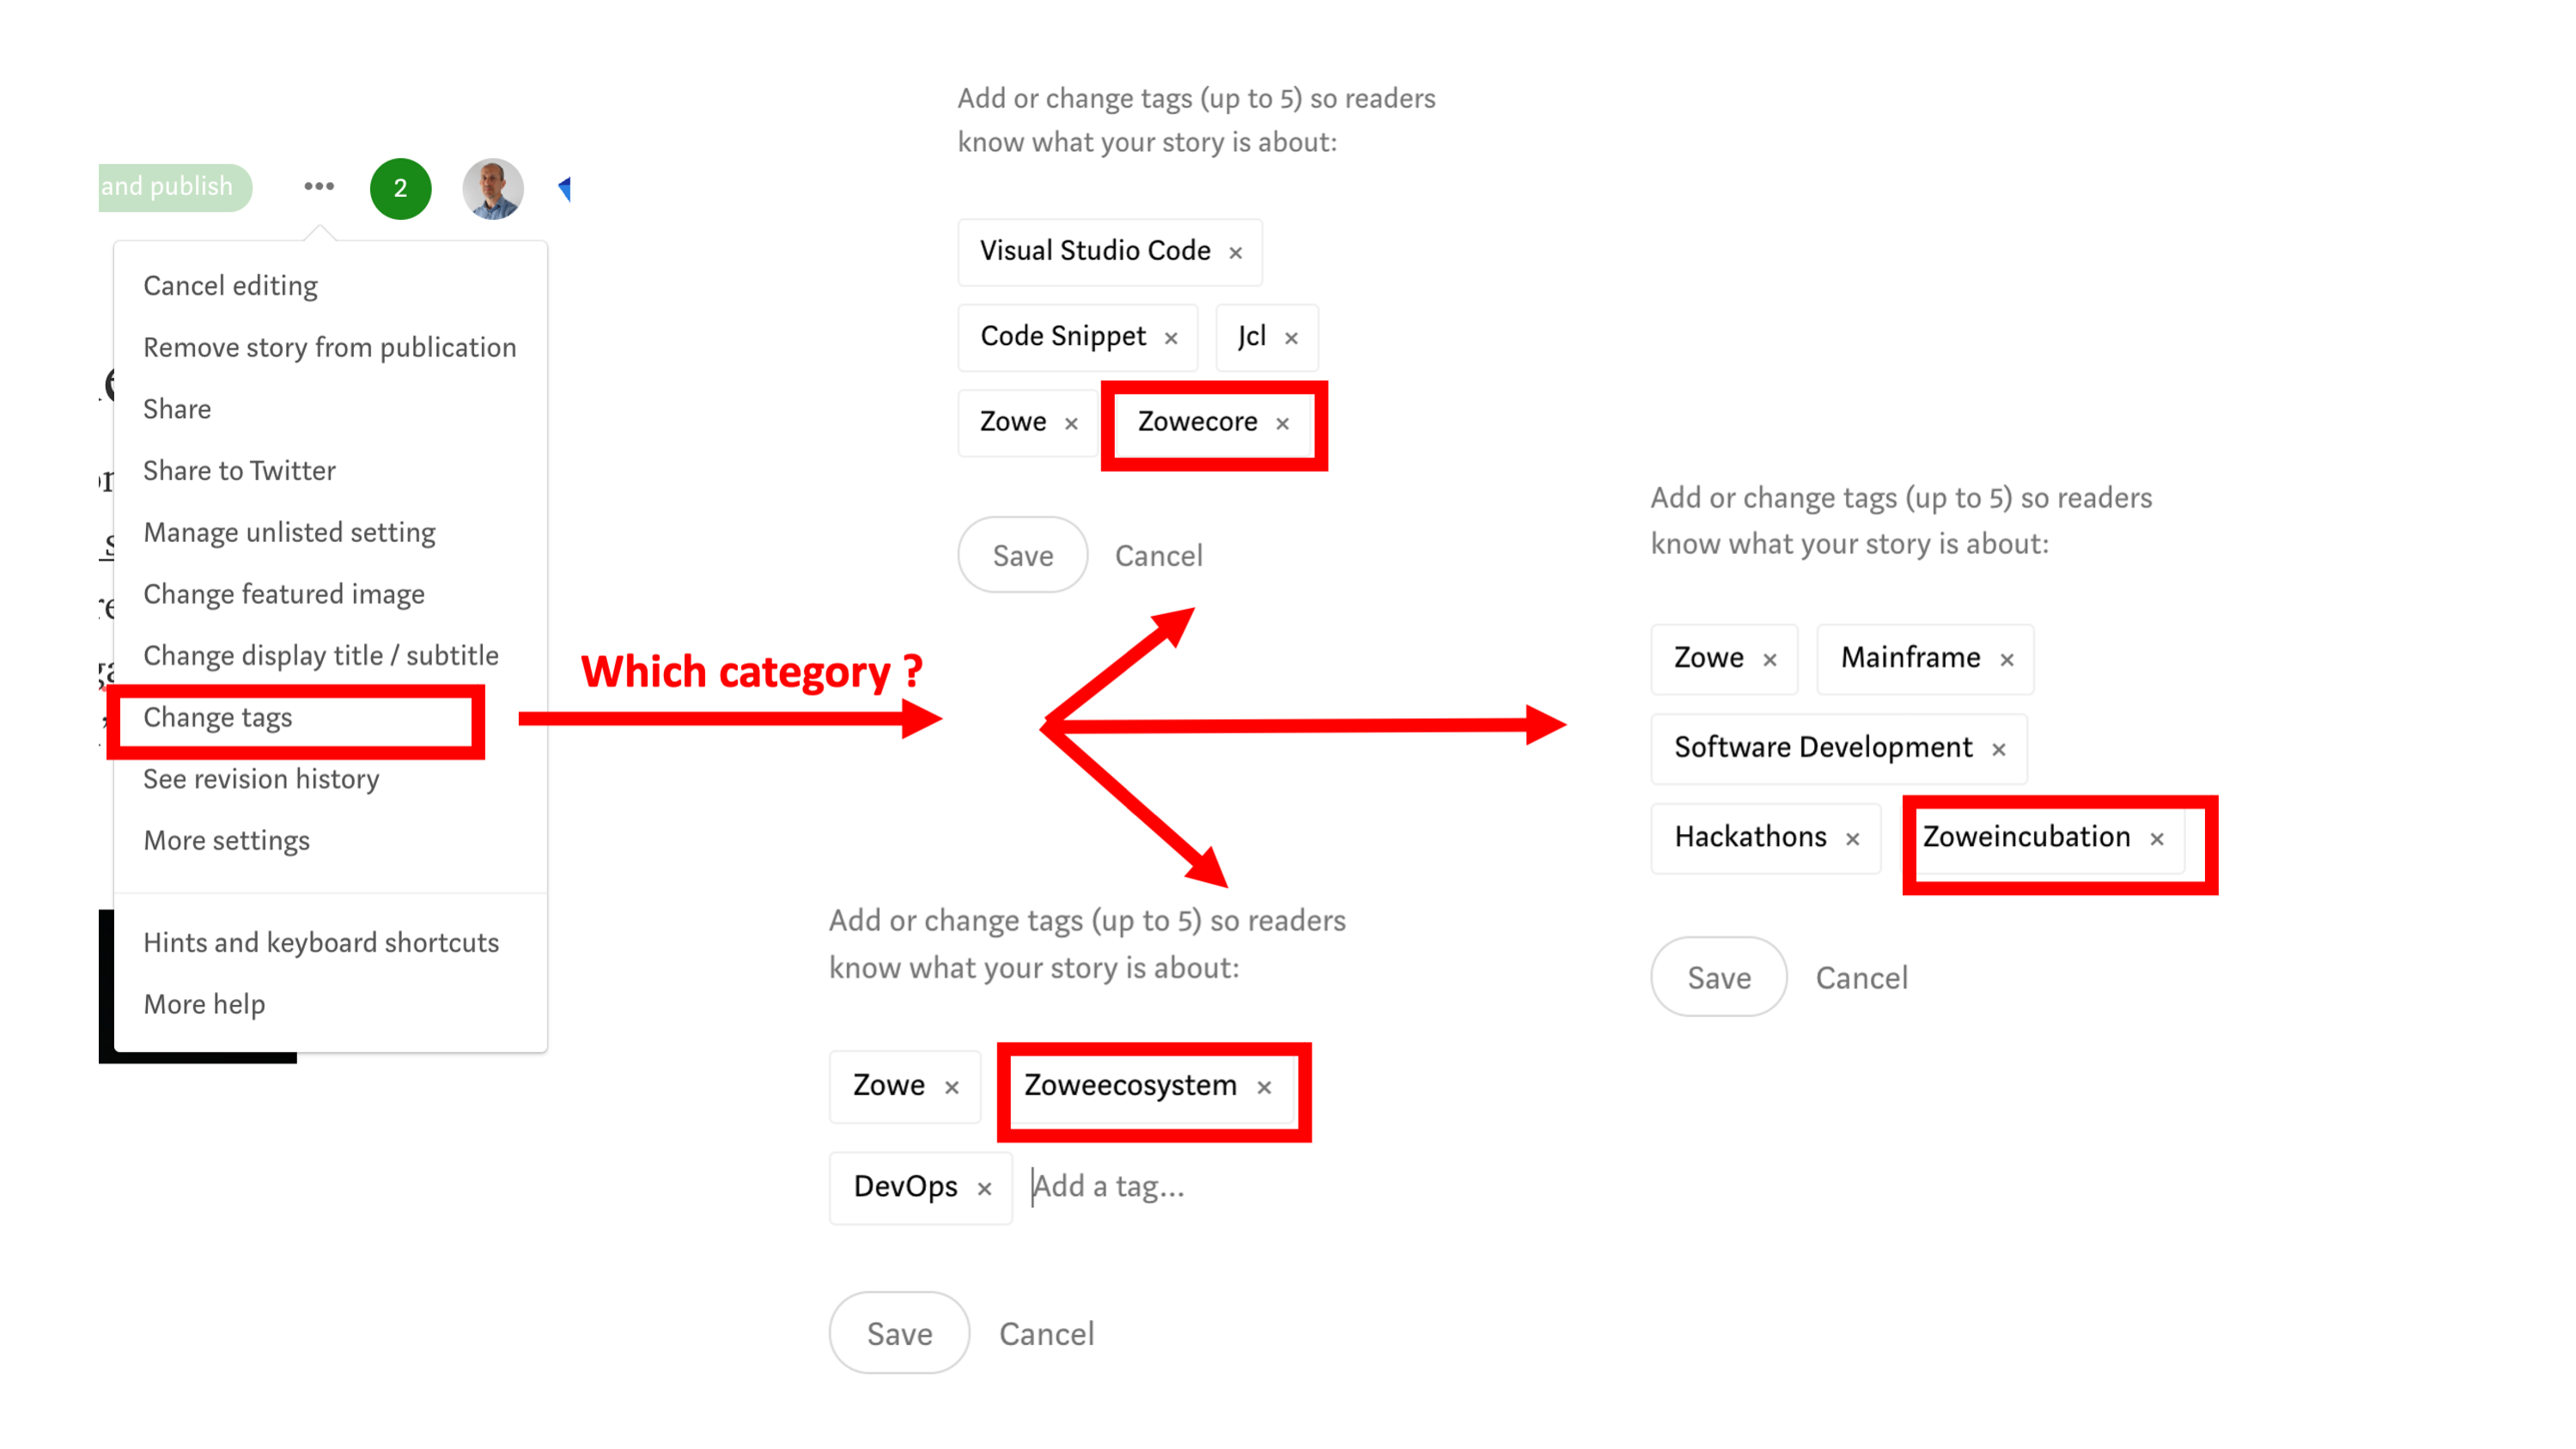 and publish
2
Cancel editing
Remove story from publication
Share
Share to Twitter
Manage unlisted setting
Change featured image
Change display title / subtitle
Change tags
See revision history
More settings
Hints and keyboard shortcuts
More help
Which category ?
Add or change tags (up to 5) so readers
know what your story is about:
Visual Studio Code ×
Code Snippet × Jcl ×
Zowe × Zowecore ×
Save Cancel
Add or change tags (up to 5) so readers
know what your story is about:
Zowe × Mainframe ×
Software Development ×
Hackathons × Zoweincubation ×
Save Cancel
Add or change tags (up to 5) so readers
know what your story is about:
Zowe × Zoweecosystem ×
DevOps × Add a tag...
Save Cancel